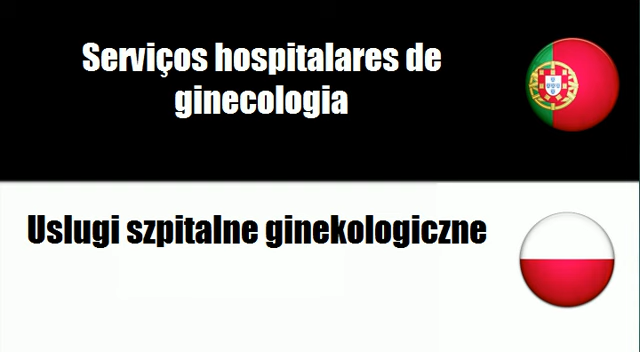 Serviços hospitalares de
ginecologia
Uslugi szpitalne ginekologiczne